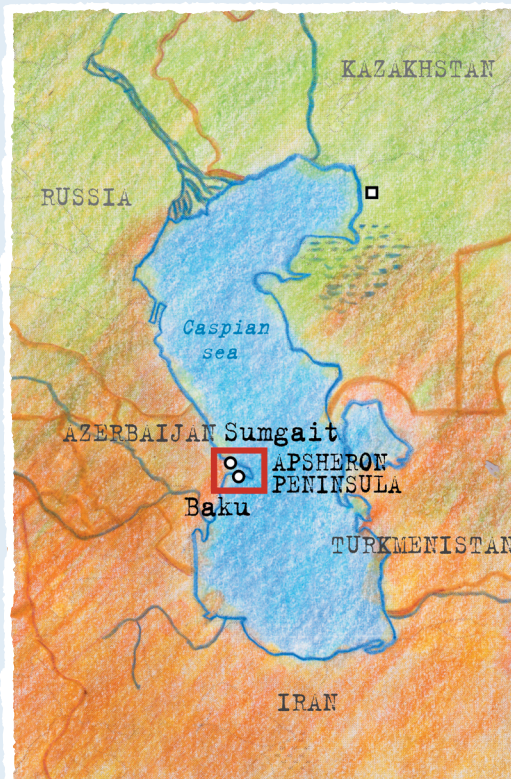 KAZAKHSTAN
RUSSIA
Caspian
sea
AZERBAIJAN
Sumgait
APSHERON
PENINSULA
Baku
TURKMENISTAN
IRAN